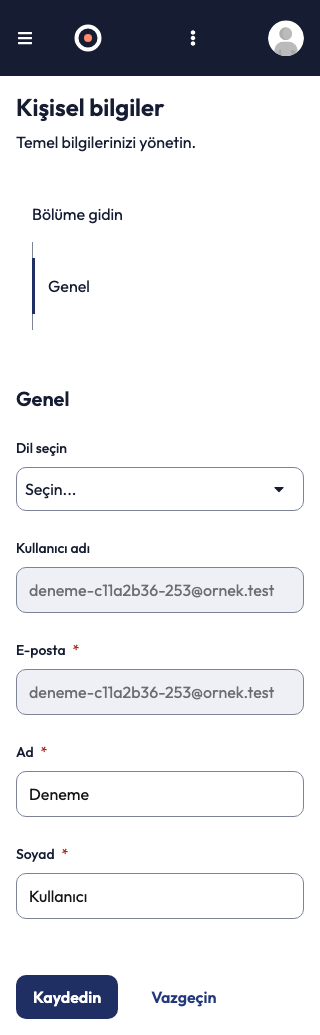 Kişisel bilgiler
Temel bilgilerinizi yönetin.
Bölüme gidin
Genel
Genel
Dil seçin
Seçin...
Kullanıcı adı
deneme-c11a2b36-253@ornek.test
E-posta *
deneme-c11a2b36-253@ornek.test
Ad *
Deneme
Soyad *
Kullanıcı
Kaydedin
Vazgeçin